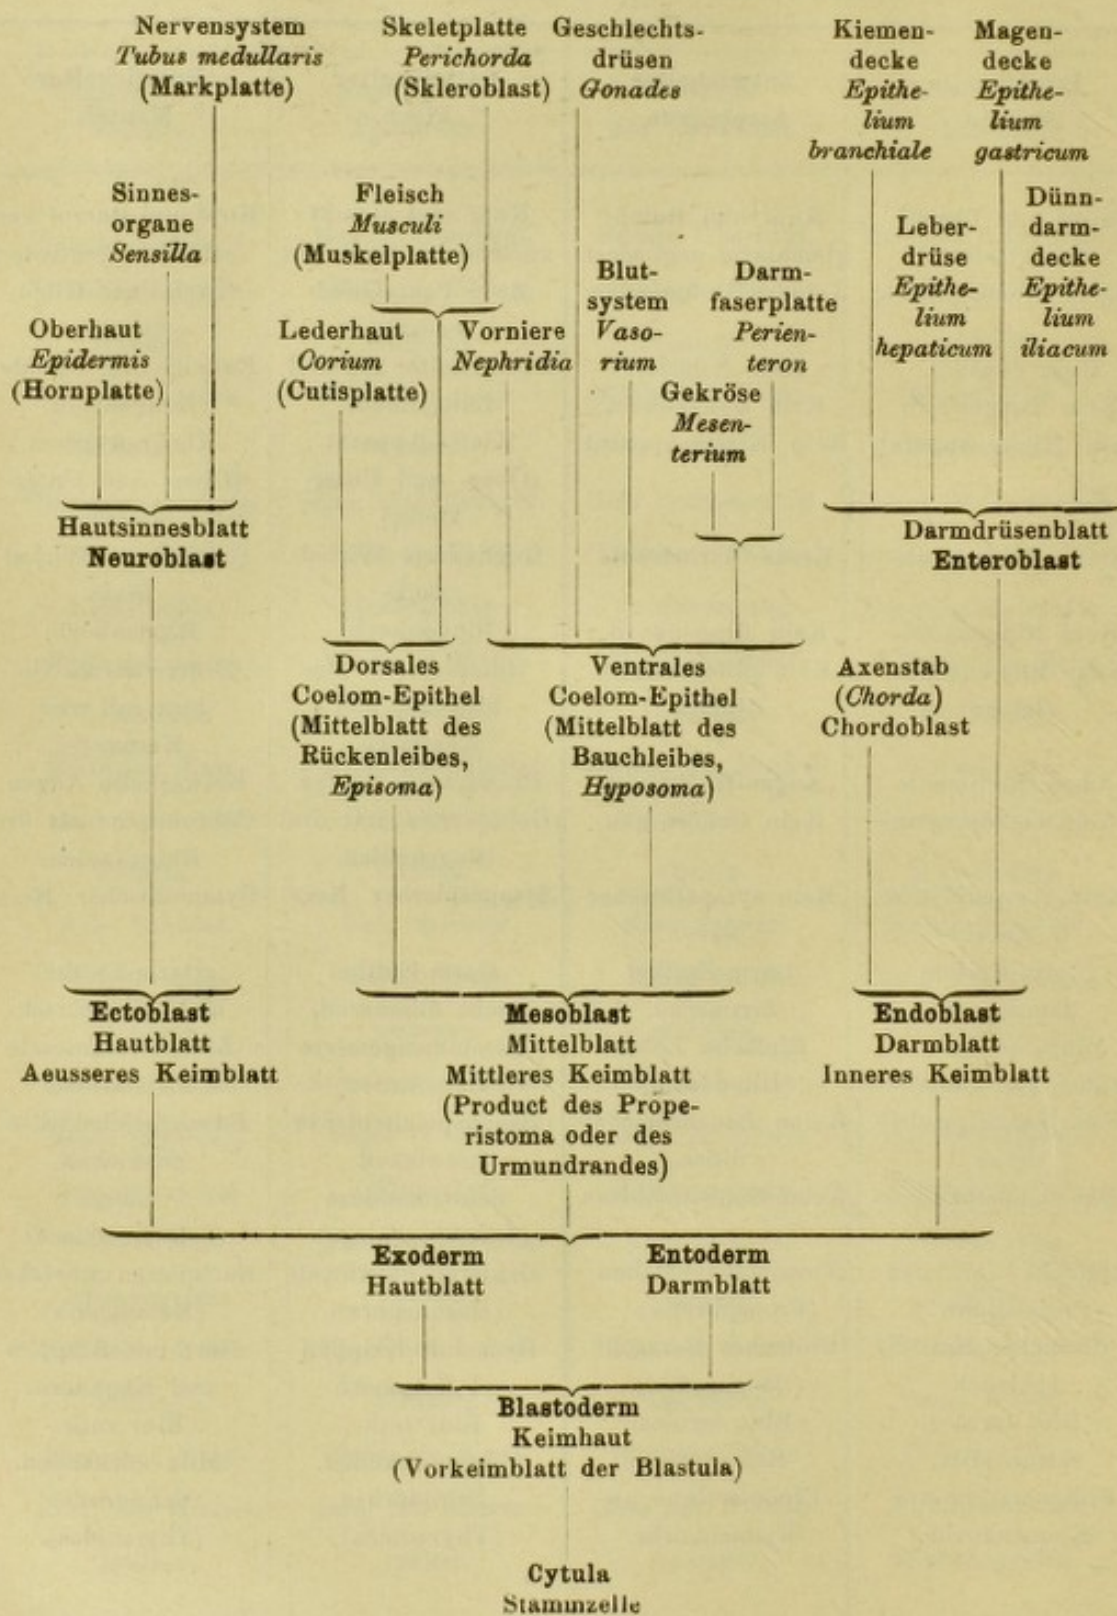 Nervensystem
Tubus medullaris
(Markplatte)
Skeletplatte
Perichorda
(Skleroblast)
Geschlechts-
drüsen
Gonades
Kiemen-
decke
Epithe-
lium
branchiale
Magen-
decke
Epithe-
lium
gastricum
Sinnes-
organe
Sensilla
Fleisch
Musculi
(Muskelplatte)
Leber-
drüse
Epithe-
lium
hepaticum
Dünn-
darm-
decke
Epithe-
lium
iliacum
Oberhaut
Epidermis
(Hornplatte)
Lederhaut
Corium
(Cutisplatte)
Vorniere
Nephridia
Blut-
system
Vaso-
rium
Darm-
faserplatte
Perien-
teron
Gekröse
Mesen-
terium
Hautsinnesblatt
Neuroblast
Darmdrüsenblatt
Enteroblast
Dorsales
Coelom-Epithel
(Mittelblatt des
Rückenleibes,
Episoma)
Ventrales
Coelom-Epithel
(Mittelblatt des
Bauchleibes,
Hyposoma)
Axenstab
(Chorda)
Chordoblast
Ectoblast
Hautblatt
Aeusseres Keimblatt
Mesoblast
Mittelblatt
Mittleres Keimblatt
(Product des Prope-
ristoma oder des
Urmundrandes)
Endoblast
Darmblatt
Inneres Keimblatt
Exoderm
Hautblatt
Entoderm
Darmblatt
Blastoderm
Keimhaut
(Vorkeimblatt der Blastula)
Cytula
Stammzelle